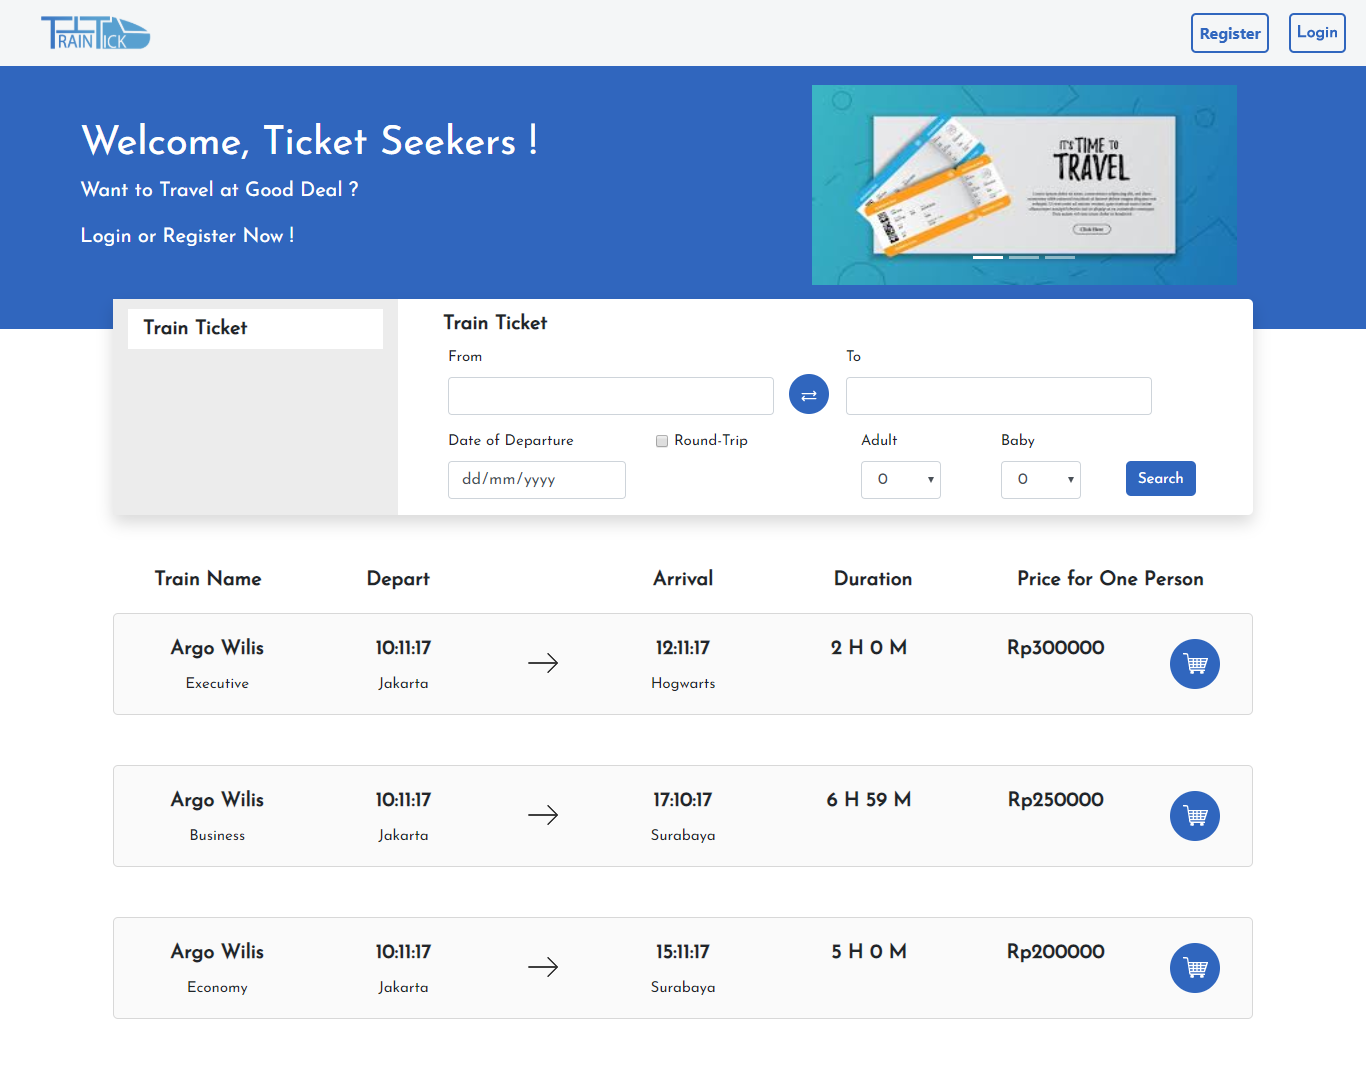 TRAINTICK
Register
Login
Welcome, Ticket Seekers !
Want to Travel at Good Deal ?
Login or Register Now !
IT'S TIME TO
TRAVEL
Click Here
Train Ticket
Train Ticket
From
To
Date of Departure
Round-Trip
Adult
Baby
dd/mm/yyyy
0
0
Search
Train Name Depart Arrival Duration Price for One Person
Argo Wilis 10:11:17 12:11:17 2 H 0 M Rp300000
Executive Jakarta Hogwarts
Argo Wilis 10:11:17 17:10:17 6 H 59 M Rp250000
Business Jakarta Surabaya
Argo Wilis 10:11:17 15:11:17 5 H 0 M Rp200000
Economy Jakarta Surabaya